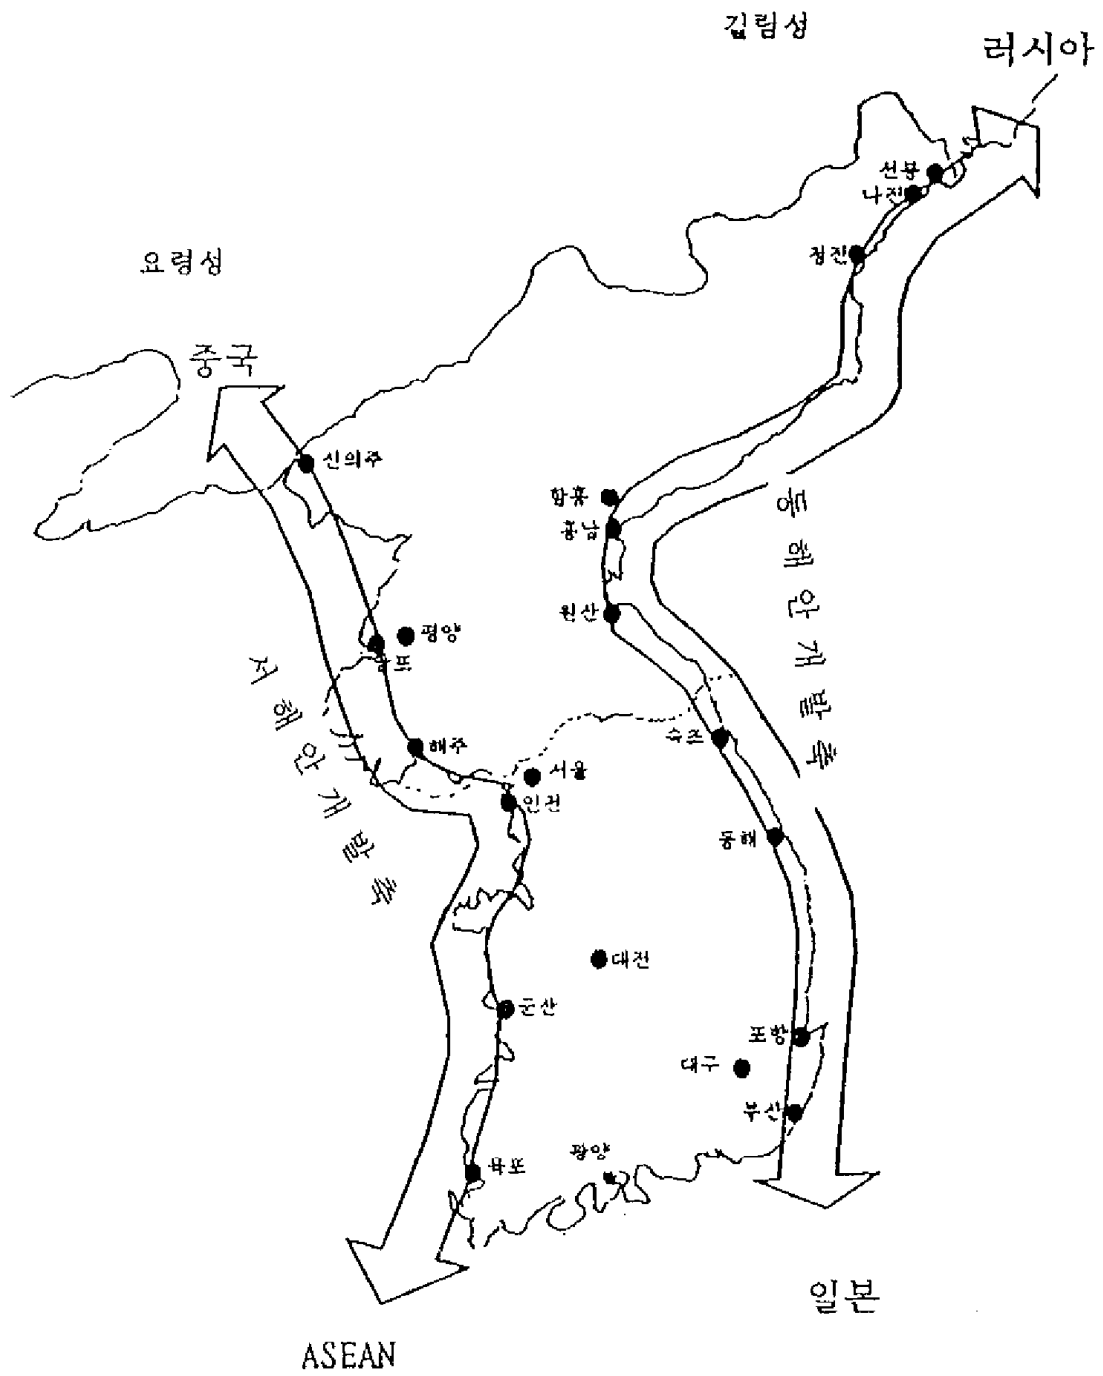 길림성
러시아
선봉
나진
청진
요령성
중국
신의주
함흥
흥남
동해안개발축
원산
평양
남포
서해안개발축
해주
속초
서울
인천
동해
대전
군산
포항
대구
부산
광양
목포
일본
ASEAN